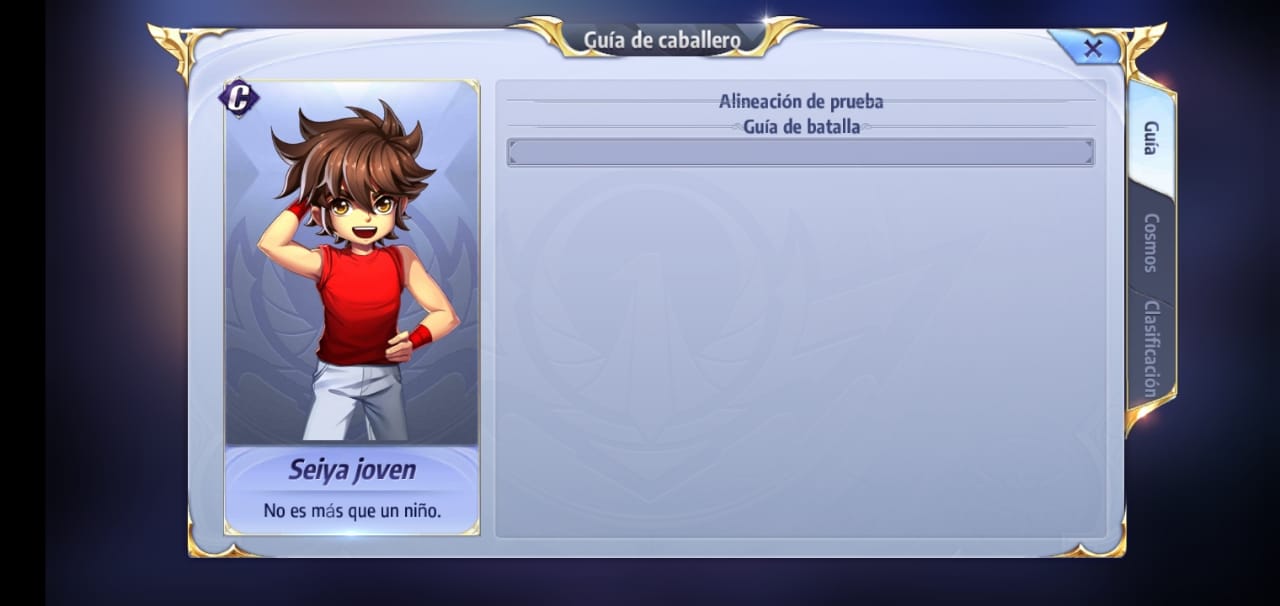 Guía de caballero
C
Alineación de prueba
Guía de batalla
Guía
Cosmos
Clasificación
Seiya joven
No es más que un niño.